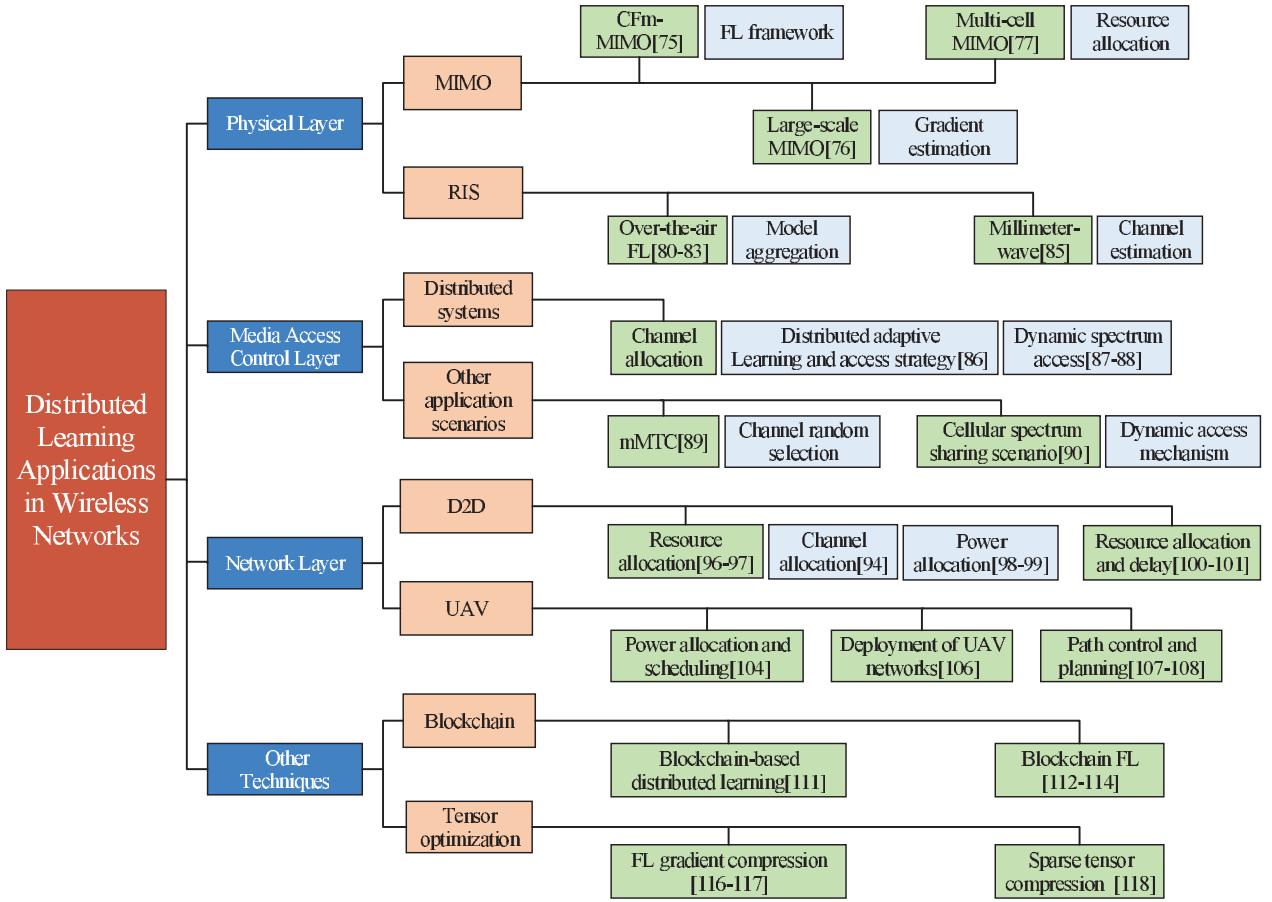 CFm-
MIMO[75]
FL framework
Multi-cell
MIMO[77]
Resource
allocation
MIMO
Physical Layer
Large-scale
MIMO[76]
Gradient
estimation
RIS
Over-the-air
FL[80-83]
Model
aggregation
Millimeter-
wave[85]
Channel
estimation
Distributed
systems
Media Access
Control Layer
Channel
allocation
Distributed adaptive
Learning and access strategy[86]
Dynamic spectrum
access[87-88]
Other
application
scenarios
mMTC[89]
Channel random
selection
Cellular spectrum
sharing scenario[90]
Dynamic access
mechanism
Distributed
Learning
Applications
in Wireless
Networks
D2D
Network Layer
Resource
allocation[96-97]
Channel
allocation[94]
Power
allocation[98-99]
Resource allocation
and delay[100-101]
UAV
Power allocation and
scheduling[104]
Deployment of UAV
networks[106]
Path control and
planning[107-108]
Blockchain
Other
Techniques
Blockchain-based
distributed learning[111]
Blockchain FL
[112-114]
Tensor
optimization
FL gradient compression
[116-117]
Sparse tensor
compression [118]